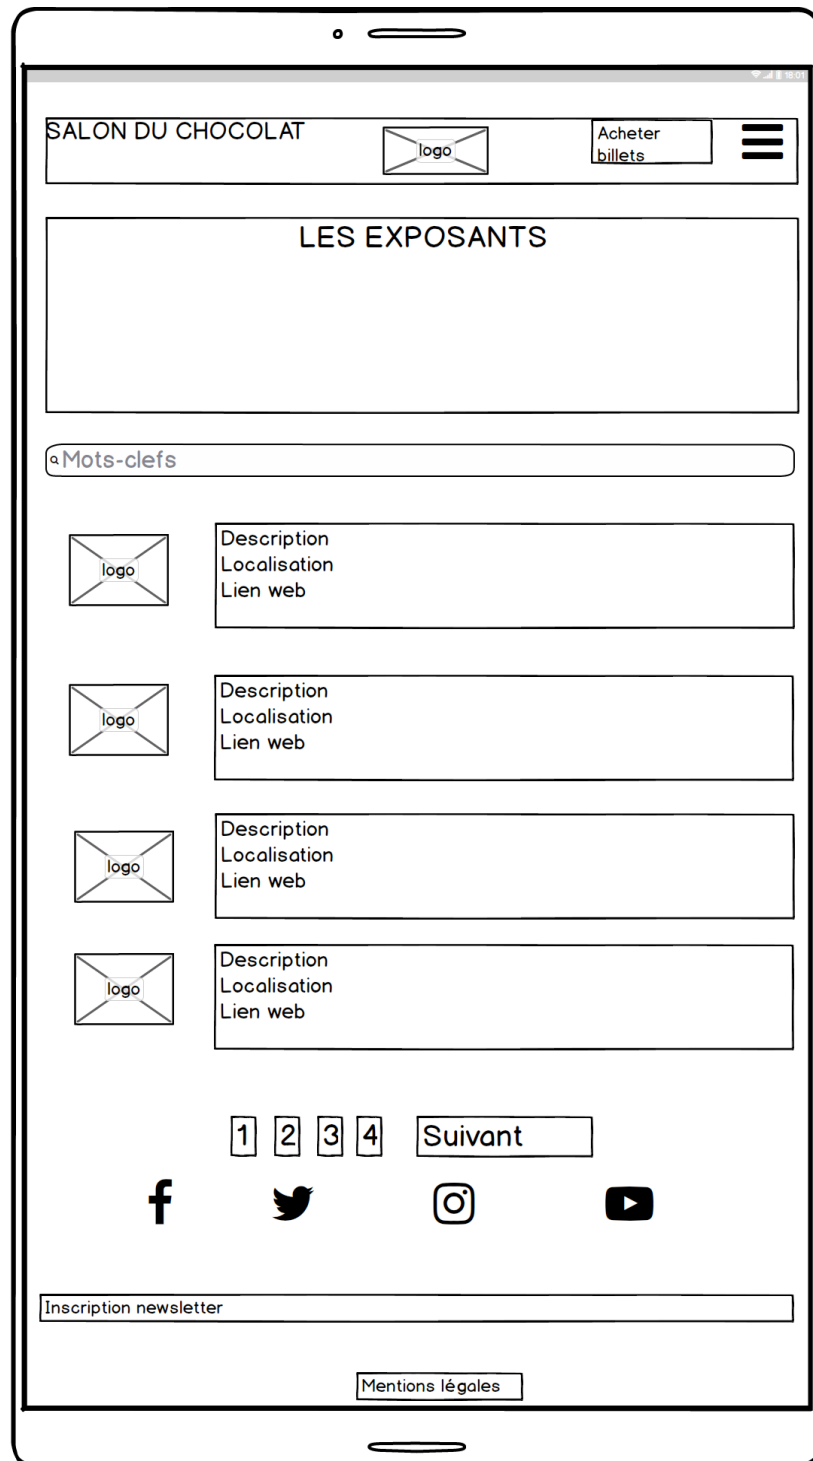 18:01
SALON DU CHOCOLAT
logo
Acheter
billets
LES EXPOSANTS
Mots-clefs
logo
Description
Localisation
Lien web
logo
Description
Localisation
Lien web
logo
Description
Localisation
Lien web
logo
Description
Localisation
Lien web
1 2 3 4 Suivant
Inscription newsletter
Mentions légales